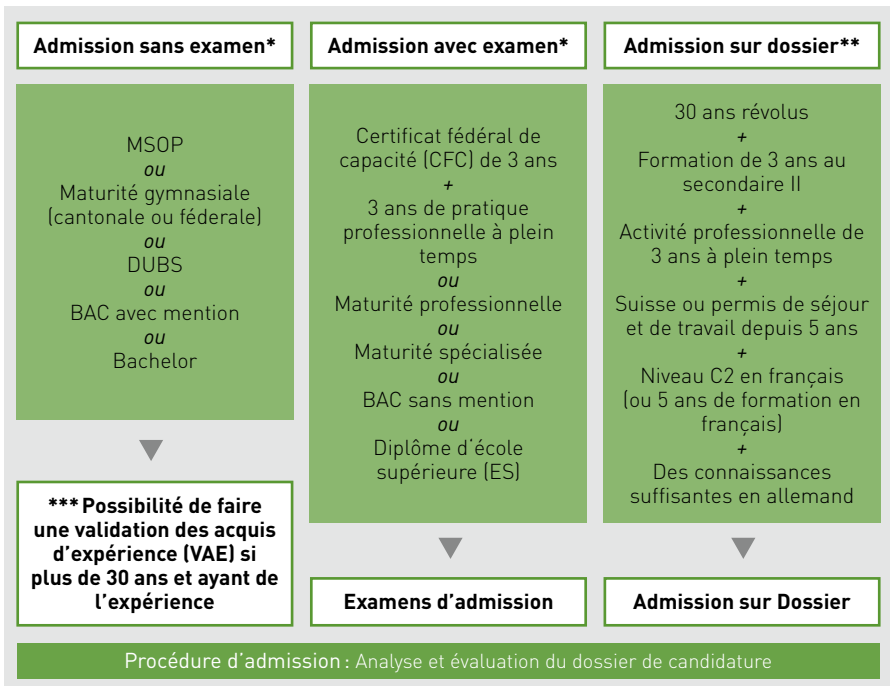 Admission sans examen*
MSOP
ou
Maturité gymnasiale
(cantonale ou féderale)
ou
DUBS
ou
BAC avec mention
ou
Bachelor
*** Possibilité de faire
une validation des acquis
d'expérience (VAE) si
plus de 30 ans et ayant de
l'expérience
Admission avec examen*
Certificat fédéral de
capacité (CFC) de 3 ans
+
3 ans de pratique
professionnelle à plein
temps
ou
Maturité professionnelle
ou
Maturité spécialisée
ou
BAC sans mention
ou
Diplôme d'école
supérieure (ES)
Examens d'admission
Admission sur dossier**
30 ans révolus
+
Formation de 3 ans au
secondaire II
+
Activité professionnelle de
3 ans à plein temps
+
Suisse ou permis de séjour
et de travail depuis 5 ans
+
Niveau C2 en français
(ou 5 ans de formation en
français)
+
Des connaissances
suffisantes en allemand
Admission sur Dossier
Procédure d'admission : Analyse et évaluation du dossier de candidature